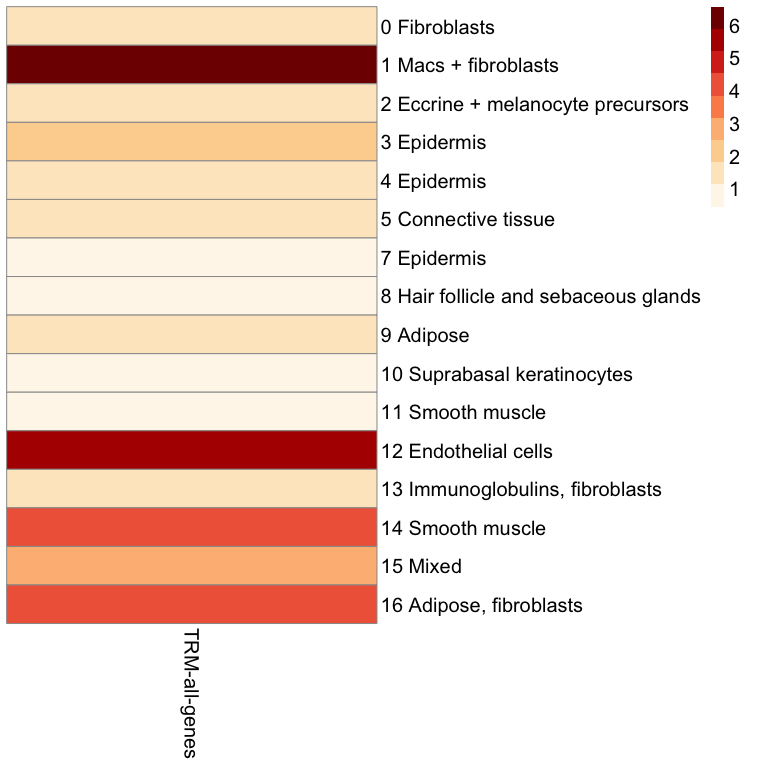 0 Fibroblasts
1 Macs + fibroblasts
2 Eccrine + melanocyte precursors
3 Epidermis
4 Epidermis
5 Connective tissue
7 Epidermis
8 Hair follicle and sebaceous glands
9 Adipose
10 Suprabasal keratinocytes
11 Smooth muscle
12 Endothelial cells
13 Immunoglobulins, fibroblasts
14 Smooth muscle
15 Mixed
16 Adipose, fibroblasts
TRM-all-genes
6
5
4
3
2
1